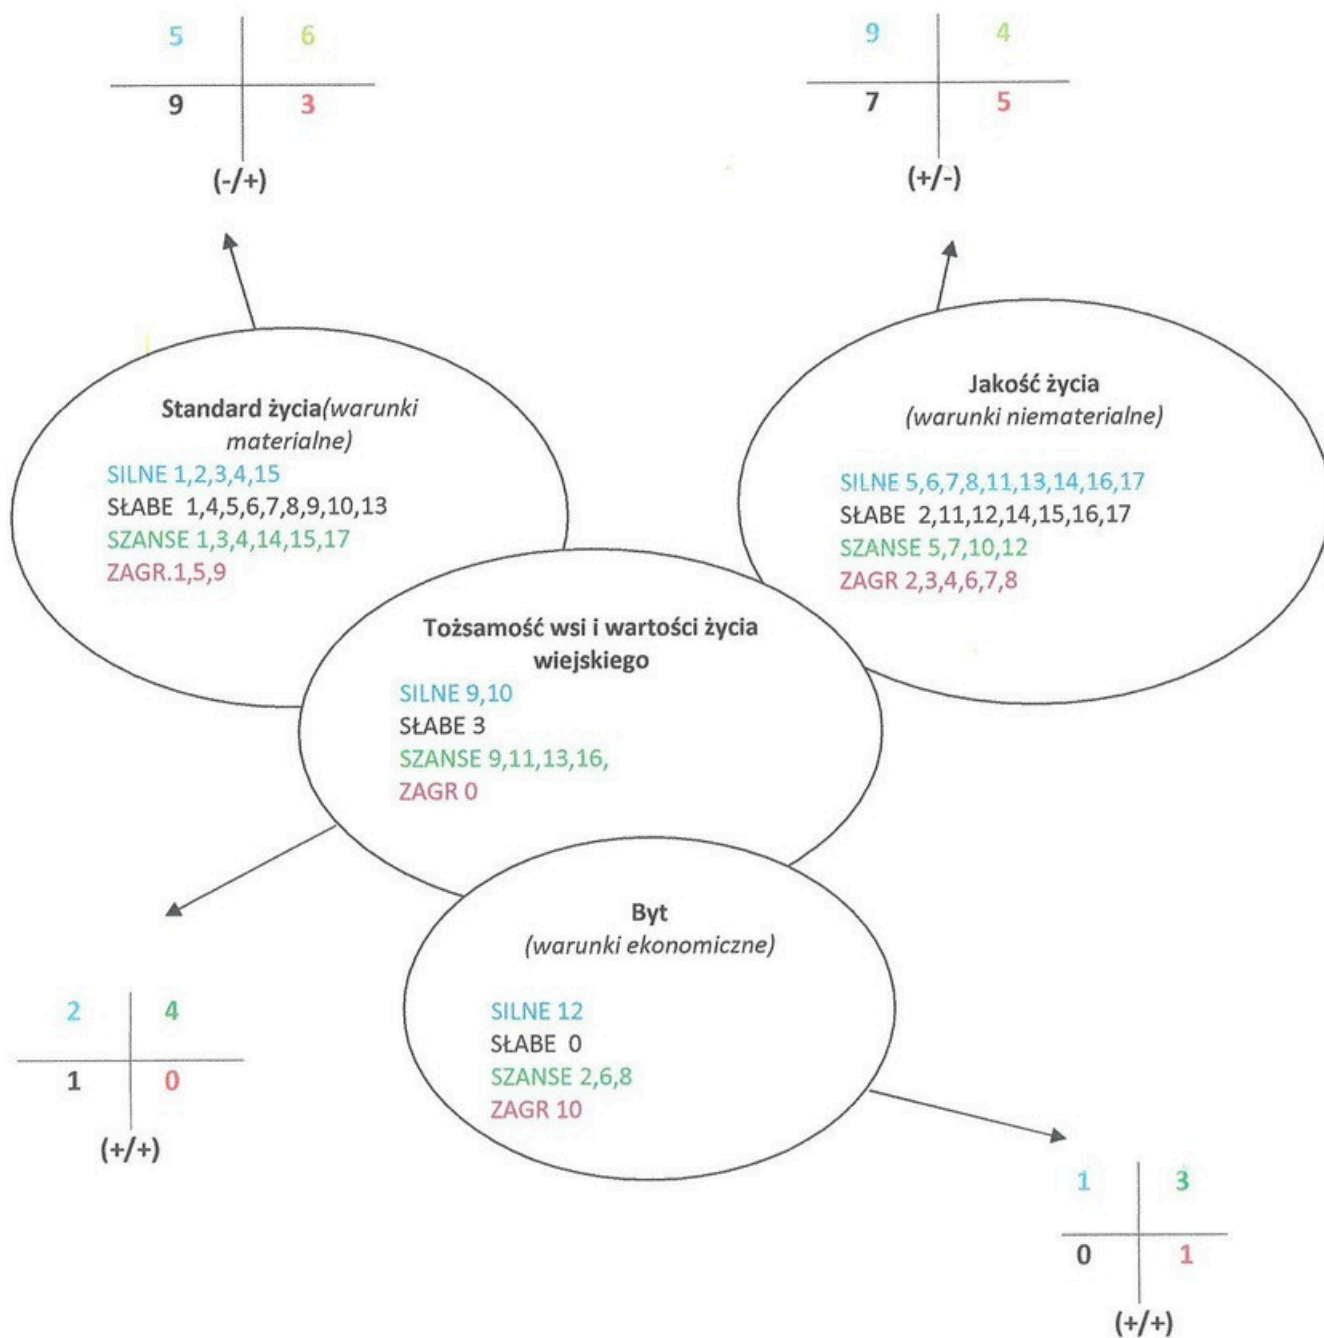 5 6
9 3
(-/+)
9 4
7 5
(+/-)
Standard życia(warunki
materialne)
SILNE 1,2,3,4,15
SŁABE 1,4,5,6,7,8,9,10,13
SZANSE 1,3,4,14,15,17
ZAGR.1,5,9
Jakość życia
(warunki niematerialne)
SILNE 5,6,7,8,11,13,14,16,17
SŁABE 2,11,12,14,15,16,17
SZANSE 5,7,10,12
ZAGR 2,3,4,6,7,8
Tożsamość wsi i wartości życia
wiejskiego
SILNE 9,10
SŁABE 3
SZANSE 9,11,13,16,
ZAGR 0
Byt
(warunki ekonomiczne)
SILNE 12
SŁABE 0
SZANSE 2,6,8
ZAGR 10
2 4
1 0
(+/+)
1 3
0 1
(+/+)